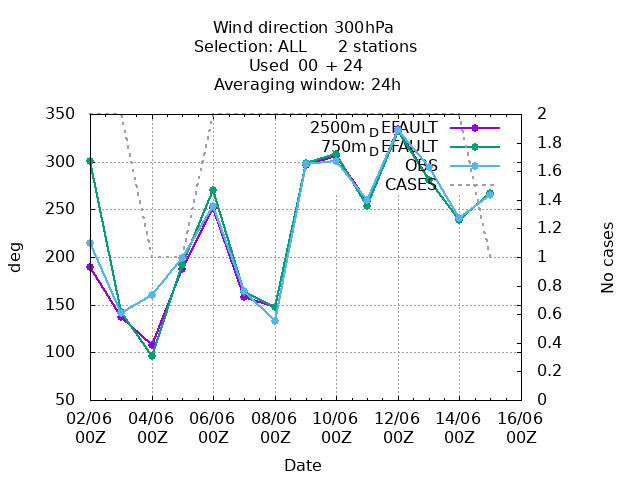 Wind direction 300hPa
Selection: ALL      2 stations
Used  00  + 24
Averaging window: 24h
350
300
250
200
150
100
50
2
1.8
1.6
1.4
1.2
1
0.8
0.6
0.4
0.2
0
2500m_DEFAULT
750m_DEFAULT
OBS
CASES
deg
No cases
02/06 04/06 06/06 08/06 10/06 12/06 14/06 16/06
00Z 00Z 00Z 00Z 00Z 00Z 00Z 00Z
Date